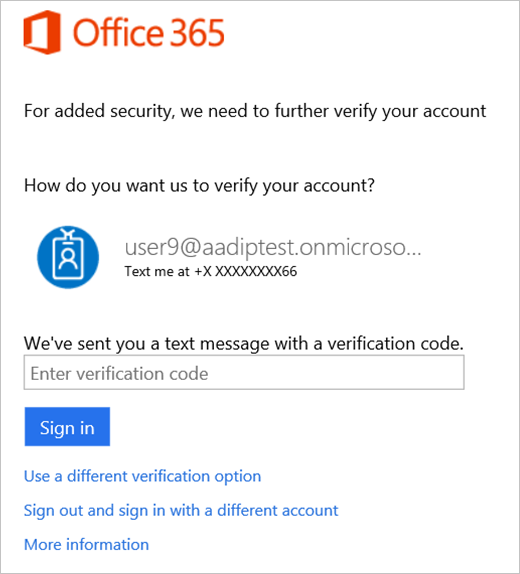 Office 365
For added security, we need to further verify your account
How do you want us to verify your account?
user9@aadiptest.onmicroso...
Text me at +X XXXXXXXX66
We've sent you a text message with a verification code.
Enter verification code
Sign in
Use a different verification option
Sign out and sign in with a different account
More information